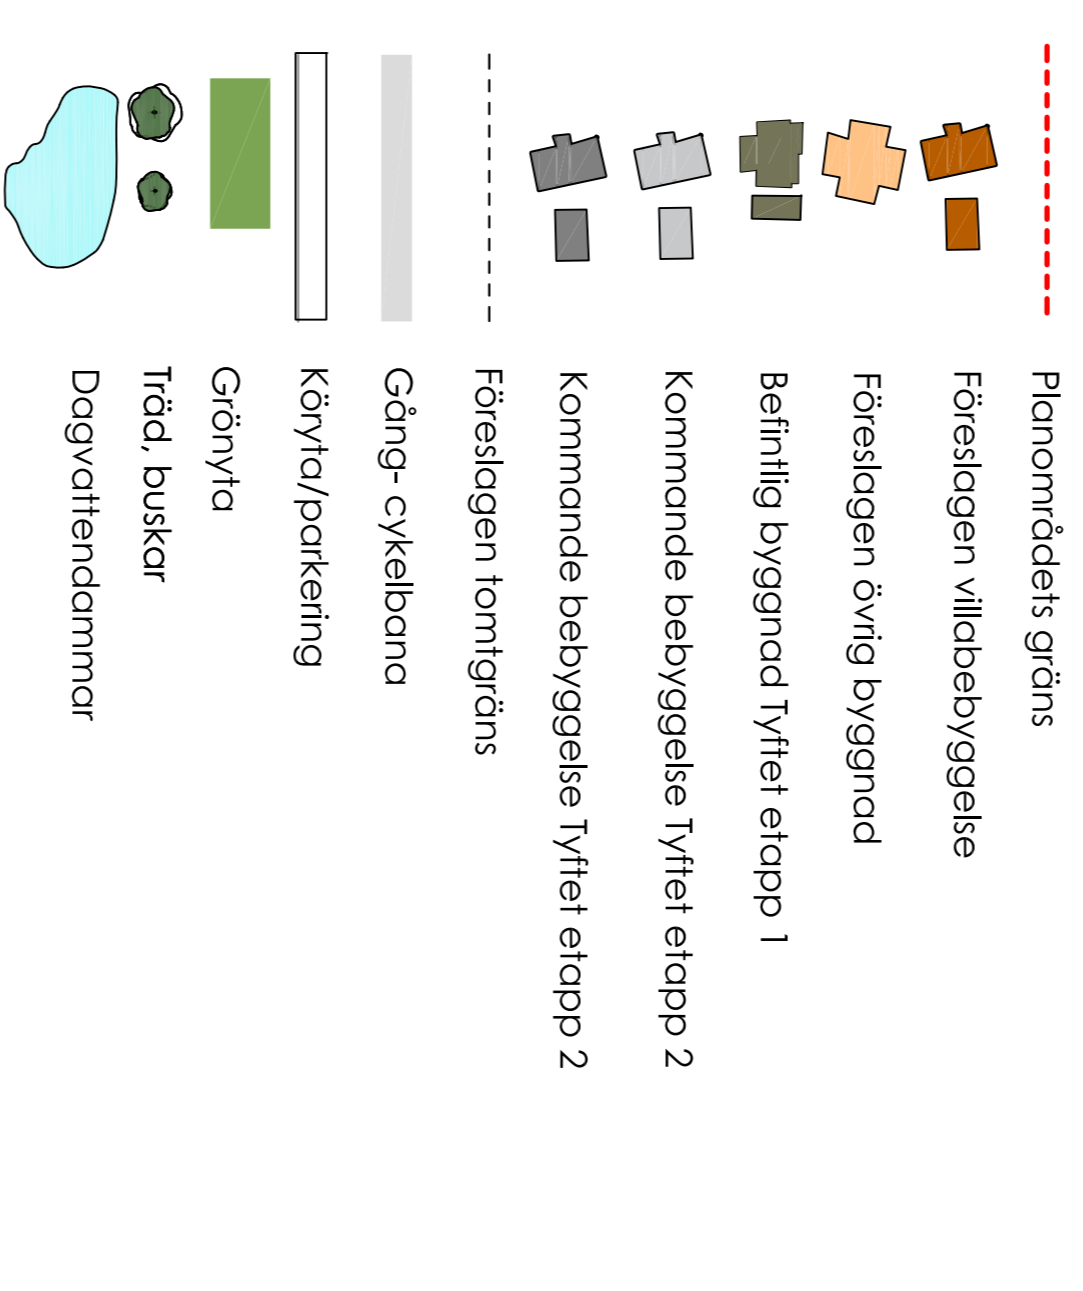 Planområdets gräns
Föreslagen villabebyggelse
Föreslagen övrig byggnad
Befintlig byggnad Tyftet etapp 1
Kommande bebyggelse Tyftet etapp 2
Kommande bebyggelse Tyftet etapp 2
Föreslagen tomtgräns
Gång- cykelbana
Köryta/parkering
Grönyta
Träd, buskar
Dagvattendammar